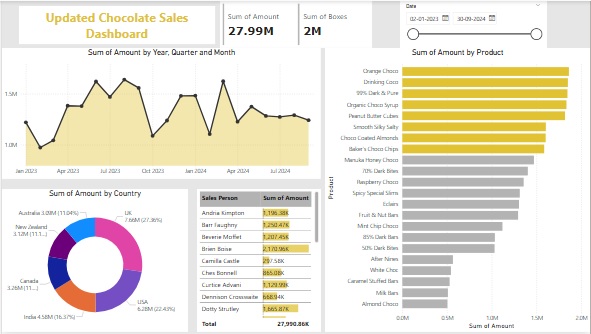 Updated Chocolate Sales
Dashboard
Sum of Amount
27.99M
Sum of Boxes
2M
Date
02-01-2023
30-09-2024
Sum of Amount by Year, Quarter and Month
1.5M
1.0M
Jan 2023
Apr 2023
Jul 2023
Oct 2023
Jan 2024
Apr 2024
Jul 2024
Sum of Amount by Country
Australia 3.09M (11.04%)
UK
7.66M (27.36%)
New Zealand
3.12M (11.1...)
Canada
3.26M (11...)
India 4.58M (16.37%)
USA
6.28M (22.43%)
Sales Person Sum of Amount
Andria Kimpton 1,196.38K
Barr Faughny 1,250.47K
Beverie Moffet 1,207.45K
Brien Boise 2,170.96K
Camilla Castle 297.58K
Ches Bonnell 865.08K
Curtice Advani 1,129.99K
Dennison Crosswaite 668.94K
Dotty Strutley 1,665.87K
Total 27,990.86K
Sum of Amount by Product
Product
Orange Choco
Drinking Coco
99% Dark & Pure
Organic Choco Syrup
Peanut Butter Cubes
Smooth Silky Salty
Choco Coated Almonds
Baker's Choco Chips
Manuka Honey Choco
70% Dark Bites
Raspberry Choco
Spicy Special Slims
Eclairs
Fruit & Nut Bars
Mint Chip Choco
85% Dark Bars
50% Dark Bites
After Nines
White Choc
Caramel Stuffed Bars
Milk Bars
Almond Choco
0.0M
0.5M
1.0M
1.5M
2.0M
Sum of Amount